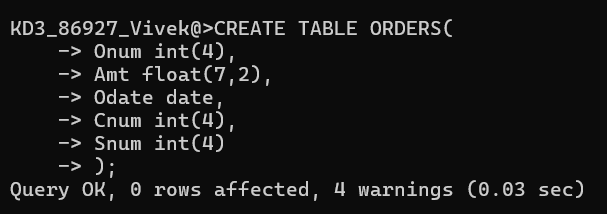 KD3_86927_Vivek@>CREATE TABLE ORDERS(
    -> Onum int(4),
    -> Amt float(7,2),
    -> Odate date,
    -> Cnum int(4),
    -> Snum int(4)
    -> );
Query OK, 0 rows affected, 4 warnings (0.03 sec)